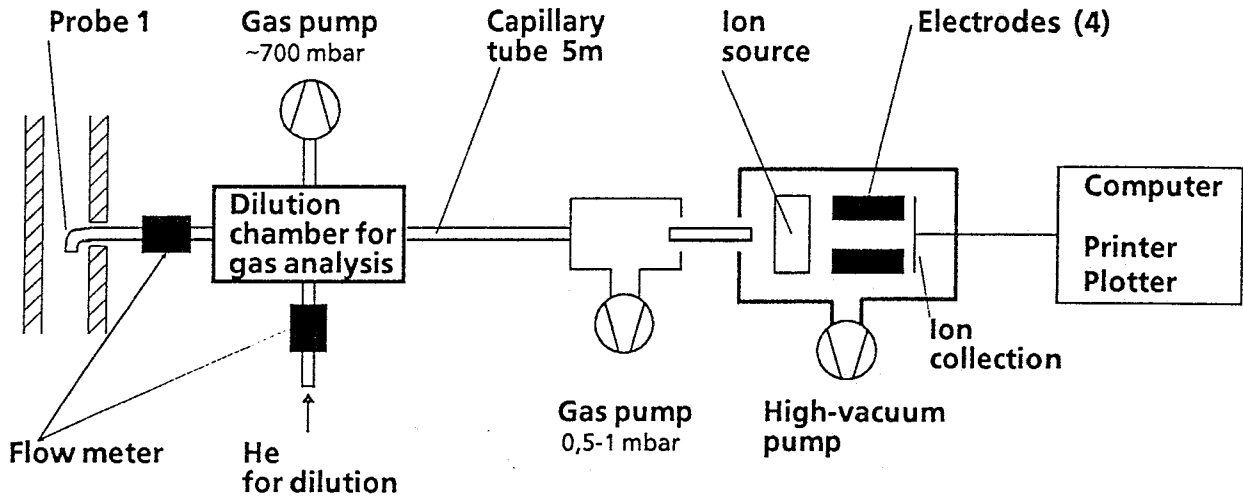 Probe 1
Gas pump
~700 mbar
Capillary
tube 5m
Ion
source
Electrodes (4)
Dilution
chamber for
gas analysis
Computer
Printer
Plotter
Ion
collection
Flow meter
He
for dilution
Gas pump
0,5-1 mbar
High-vacuum
pump